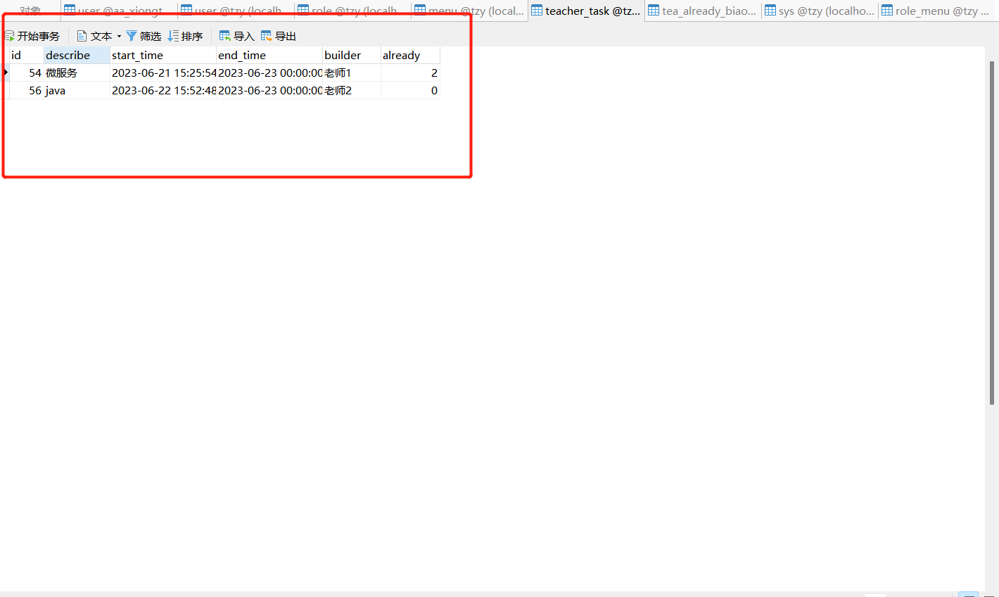 对象 user @aa_xiongt... user @tzy (localh... role @tzy (localh... menu @tzy (local... teacher_task @tz... tea_already_biao... sys @tzy (localho... role_menu @tzy ...
开始事务 文本 筛选 排序 导入 导出
id describe start_time end_time builder already
54 微服务 2023-06-21 15:25:54 2023-06-23 00:00:00 老师1 2
56 java 2023-06-22 15:52:48 2023-06-23 00:00:00 老师2 0